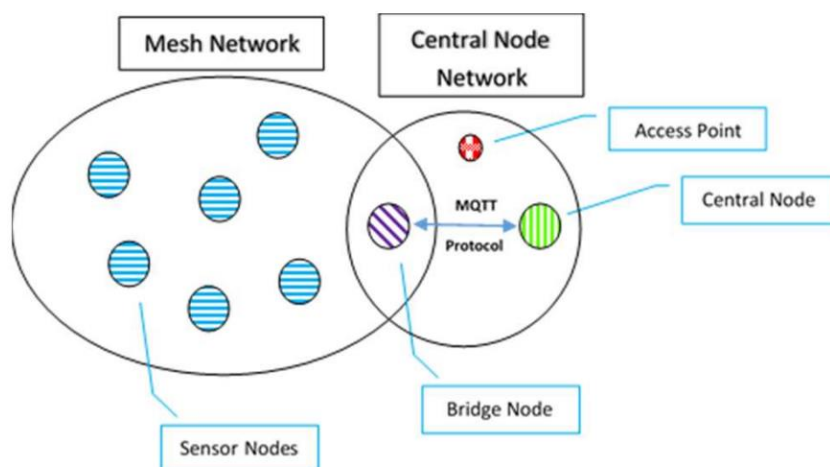 Mesh Network
Central Node
Network
Access Point
Central Node
MQTT
Protocol
Bridge Node
Sensor Nodes